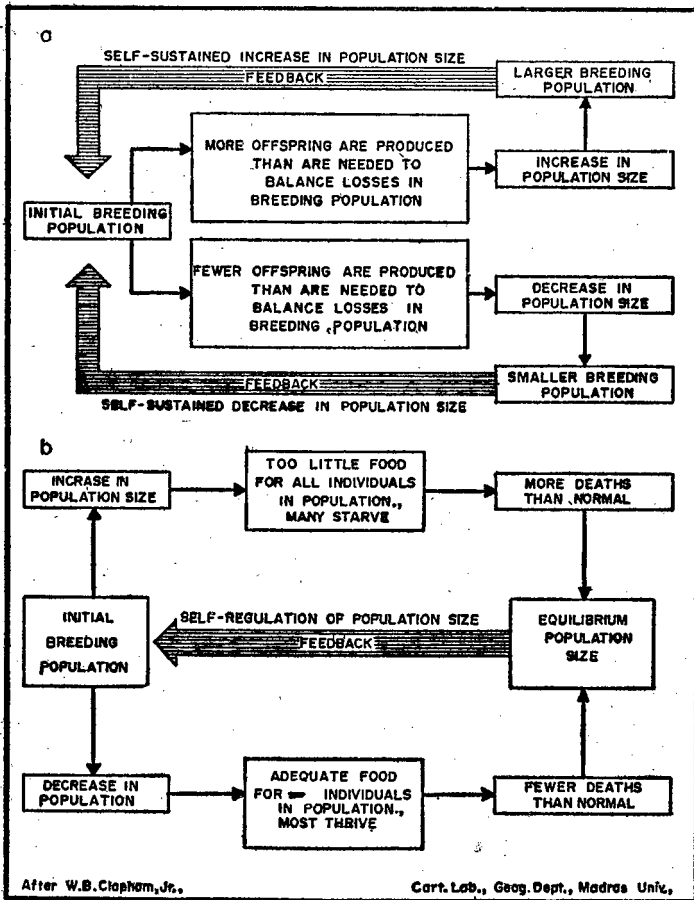 a
SELF-SUSTAINED INCREASE IN POPULATION SIZE
FEEDBACK
LARGER BREEDING
POPULATION
MORE OFFSPRING ARE PRODUCED
THAN ARE NEEDED TO
BALANCE LOSSES IN
BREEDING POPULATION
INCREASE IN
POPULATION SIZE
INITIAL BREEDING
POPULATION
FEWER OFFSPRING ARE PRODUCED
THAN ARE NEEDED TO
BALANCE LOSSES IN
BREEDING POPULATION
DECREASE IN
POPULATION SIZE
FEEDBACK
SMALLER BREEDING
POPULATION
SELF-SUSTAINED DECREASE IN POPULATION SIZE
b
INCRASE IN
POPULATION SIZE
TOO LITTLE FOOD
FOR ALL INDIVIDUALS
IN POPULATION.,
MANY STARVE
MORE DEATHS
THAN NORMAL
INITIAL
BREEDING
POPULATION
SELF-REGULATION OF POPULATION SIZE
FEEDBACK
EQUILIBRIUM
POPULATION
SIZE
DECREASE IN
POPULATION
ADEQUATE FOOD
FOR INDIVIDUALS
IN POPULATION.,
MOST THRIVE
FEWER DEATHS
THAN NORMAL
After W.B.Clapham,Jr.,
Cart. Lab., Geog. Dept., Madras Univ.,